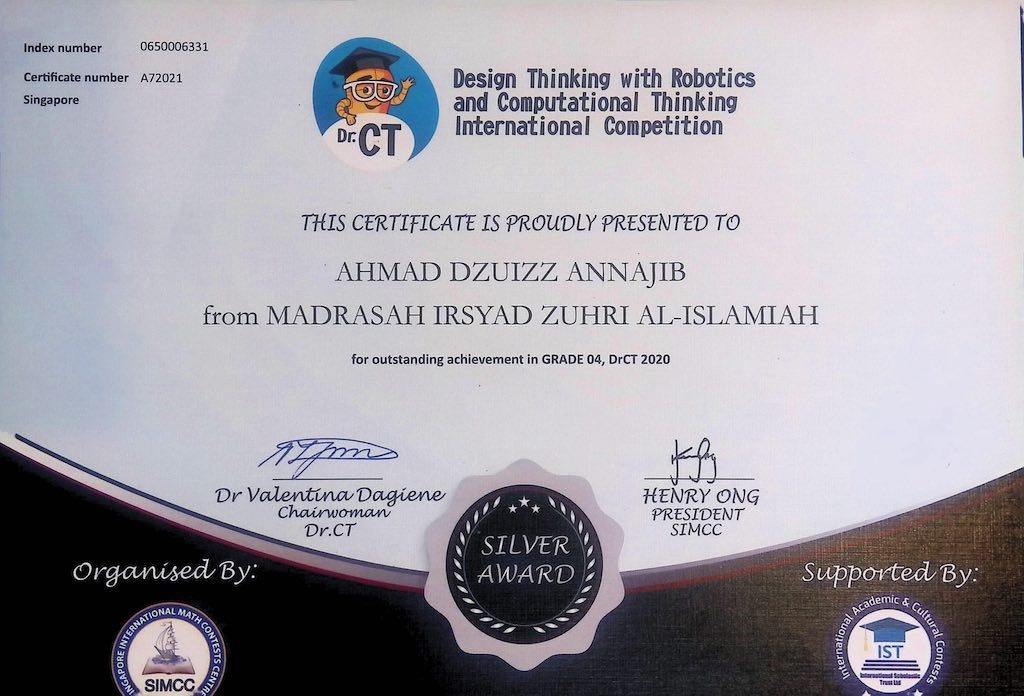 Index number 0650006331
Certificate number A72021
Singapore
Dr. CT
Design Thinking with Robotics
and Computational Thinking
International Competition
THIS CERTIFICATE IS PROUDLY PRESENTED TO
AHMAD DZUIZZ ANNAJIB
from MADRASAH IRSYAD ZUHRI AL-ISLAMIAH
for outstanding achievement in GRADE 04, DrCT 2020
Dr Valentina Dagiene
Chairwoman
Dr.CT
HENRY ONG
PRESIDENT
SIMCC
SILVER
AWARD
Organised By:
INTERNATIONAL MATH CONTESTS
SIMCC
Supported By:
International Academic & Cultural Contests
IST
International Scholastic
Trust Ltd